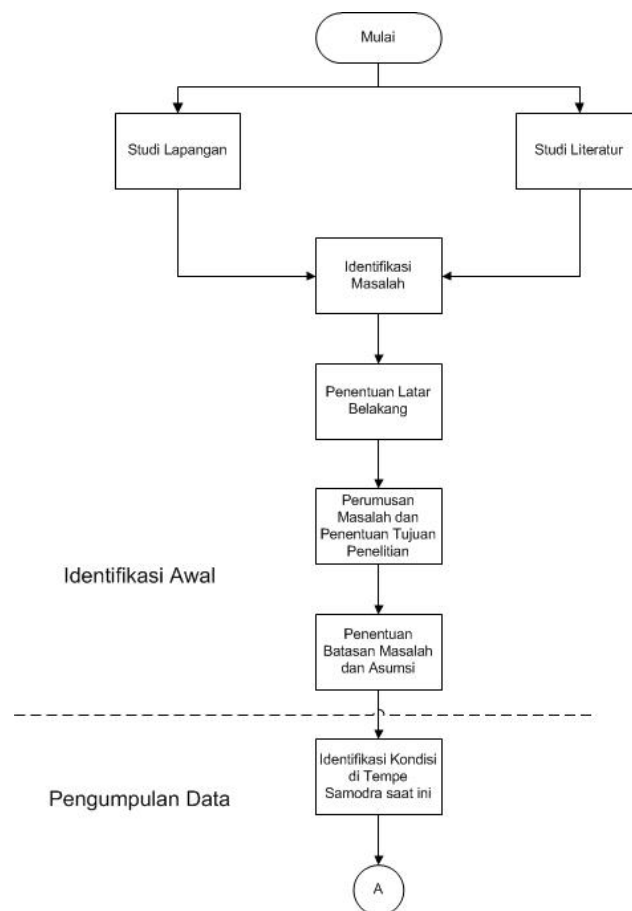 Mulai
Studi Lapangan
Studi Literatur
Identifikasi
Masalah
Penentuan Latar
Belakang
Perumusan
Masalah dan
Penentuan Tujuan
Penelitian
Identifikasi Awal
Penentuan
Batasan Masalah
dan Asumsi
Identifikasi Kondisi
di Tempe
Samodra saat ini
Pengumpulan Data
A